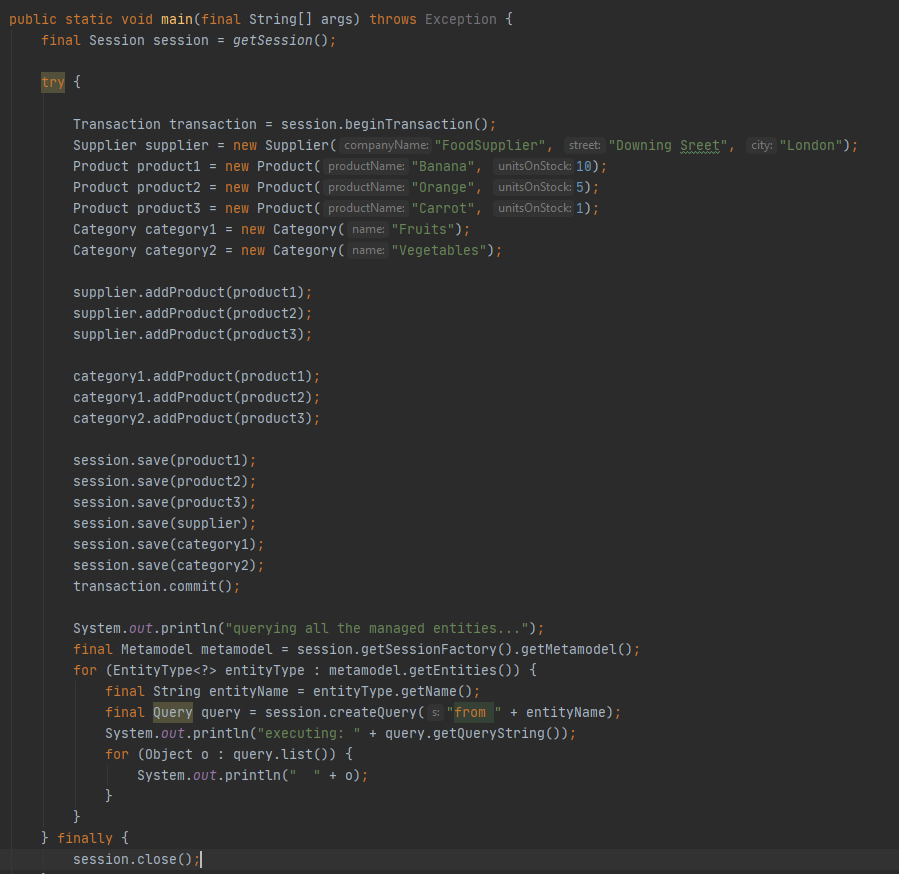 public static void main(final String[] args) throws Exception {
final Session session = getSession();
try {
Transaction transaction = session.beginTransaction();
Supplier supplier = new Supplier( companyName: "FoodSupplier", street: "Downing Sreet", city: "London");
Product product1 = new Product( productName: "Banana", unitsOnStock: 10);
Product product2 = new Product( productName: "Orange", unitsOnStock: 5);
Product product3 = new Product( productName: "Carrot", unitsOnStock: 1);
Category category1 = new Category( name: "Fruits");
Category category2 = new Category( name: "Vegetables");
supplier.addProduct(product1);
supplier.addProduct(product2);
supplier.addProduct(product3);
category1.addProduct(product1);
category1.addProduct(product2);
category2.addProduct(product3);
session.save(product1);
session.save(product2);
session.save(product3);
session.save(supplier);
session.save(category1);
session.save(category2);
transaction.commit();
System.out.println("querying all the managed entities...");
final Metamodel metamodel = session.getSessionFactory().getMetamodel();
for (EntityType<?> entityType : metamodel.getEntities()) {
final String entityName = entityType.getName();
final Query query = session.createQuery( s: "from " + entityName);
System.out.println("executing: " + query.getQueryString());
for (Object o : query.list()) {
System.out.println("  " + o);
}
}
} finally {
session.close();